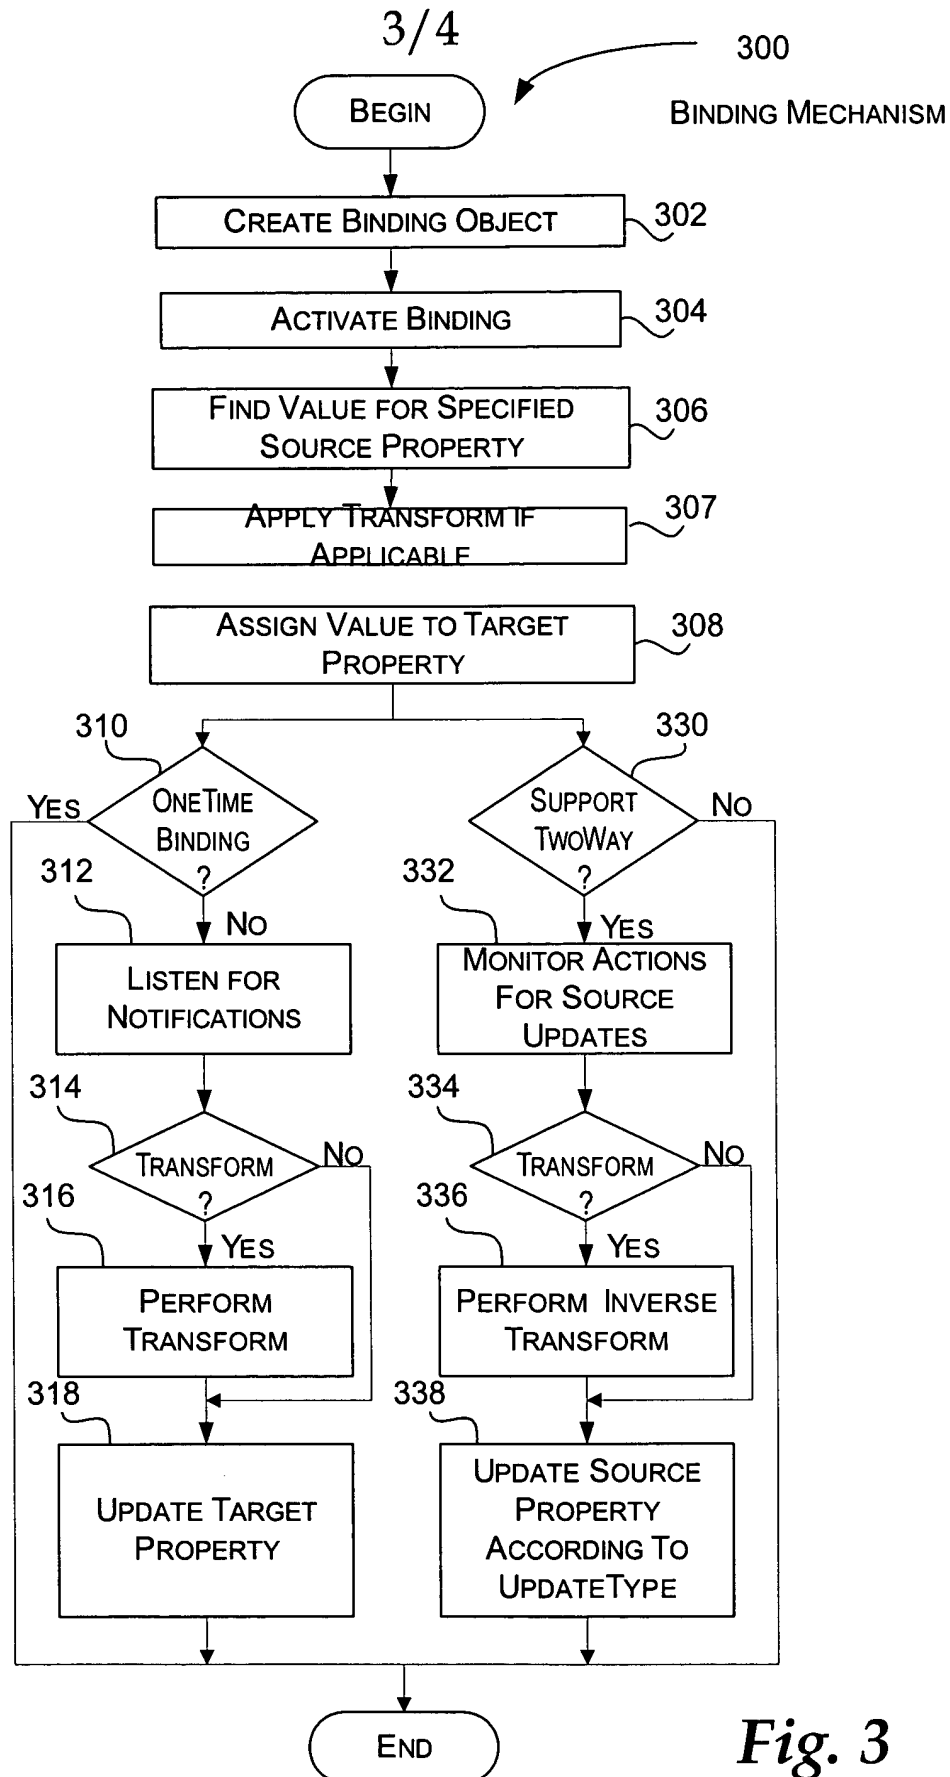 3/4
300
BEGIN
BINDING MECHANISM
CREATE BINDING OBJECT
302
ACTIVATE BINDING
304
FIND VALUE FOR SPECIFIED
SOURCE PROPERTY
306
APPLY TRANSFORM IF
APPLICABLE
307
ASSIGN VALUE TO TARGET
PROPERTY
308
310
ONETIME
BINDING
?
YES
NO
312
LISTEN FOR
NOTIFICATIONS
314
TRANSFORM
?
NO
YES
316
PERFORM
TRANSFORM
318
UPDATE TARGET
PROPERTY
330
SUPPORT
TWOWAY
?
NO
YES
332
MONITOR ACTIONS
FOR SOURCE
UPDATES
334
TRANSFORM
?
NO
YES
336
PERFORM INVERSE
TRANSFORM
338
UPDATE SOURCE
PROPERTY
ACCORDING TO
UPDATETYPE
END
Fig. 3